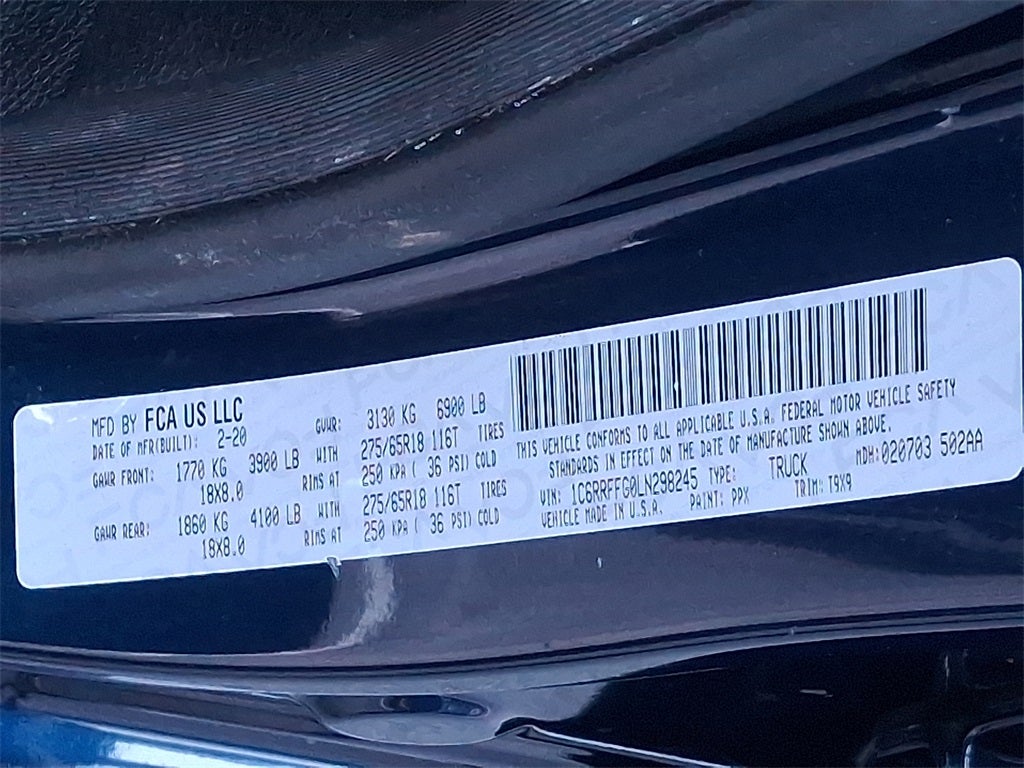 MFD BY FCA US LLC
DATE OF MFR(BUILT): 2-20
GVWR: 3130 KG 6900 LB
GAWR FRONT: 1770 KG 3900 LB WITH 275/65R18 116T TIRES
18X8.0 RIMS AT 250 KPA ( 36 PSI) COLD
GAWR REAR: 1860 KG 4100 LB WITH 275/65R18 116T TIRES
18X8.0 RIMS AT 250 KPA ( 36 PSI) COLD
THIS VEHICLE CONFORMS TO ALL APPLICABLE U.S.A. FEDERAL MOTOR VEHICLE SAFETY
STANDARDS IN EFFECT ON THE DATE OF MANUFACTURE SHOWN ABOVE.
VIN: 1C6RRFFG0LN298245 TYPE: TRUCK MDH: 020703 502AA
VEHICLE MADE IN U.S.A. PAINT: PPX TRIM: T9X9